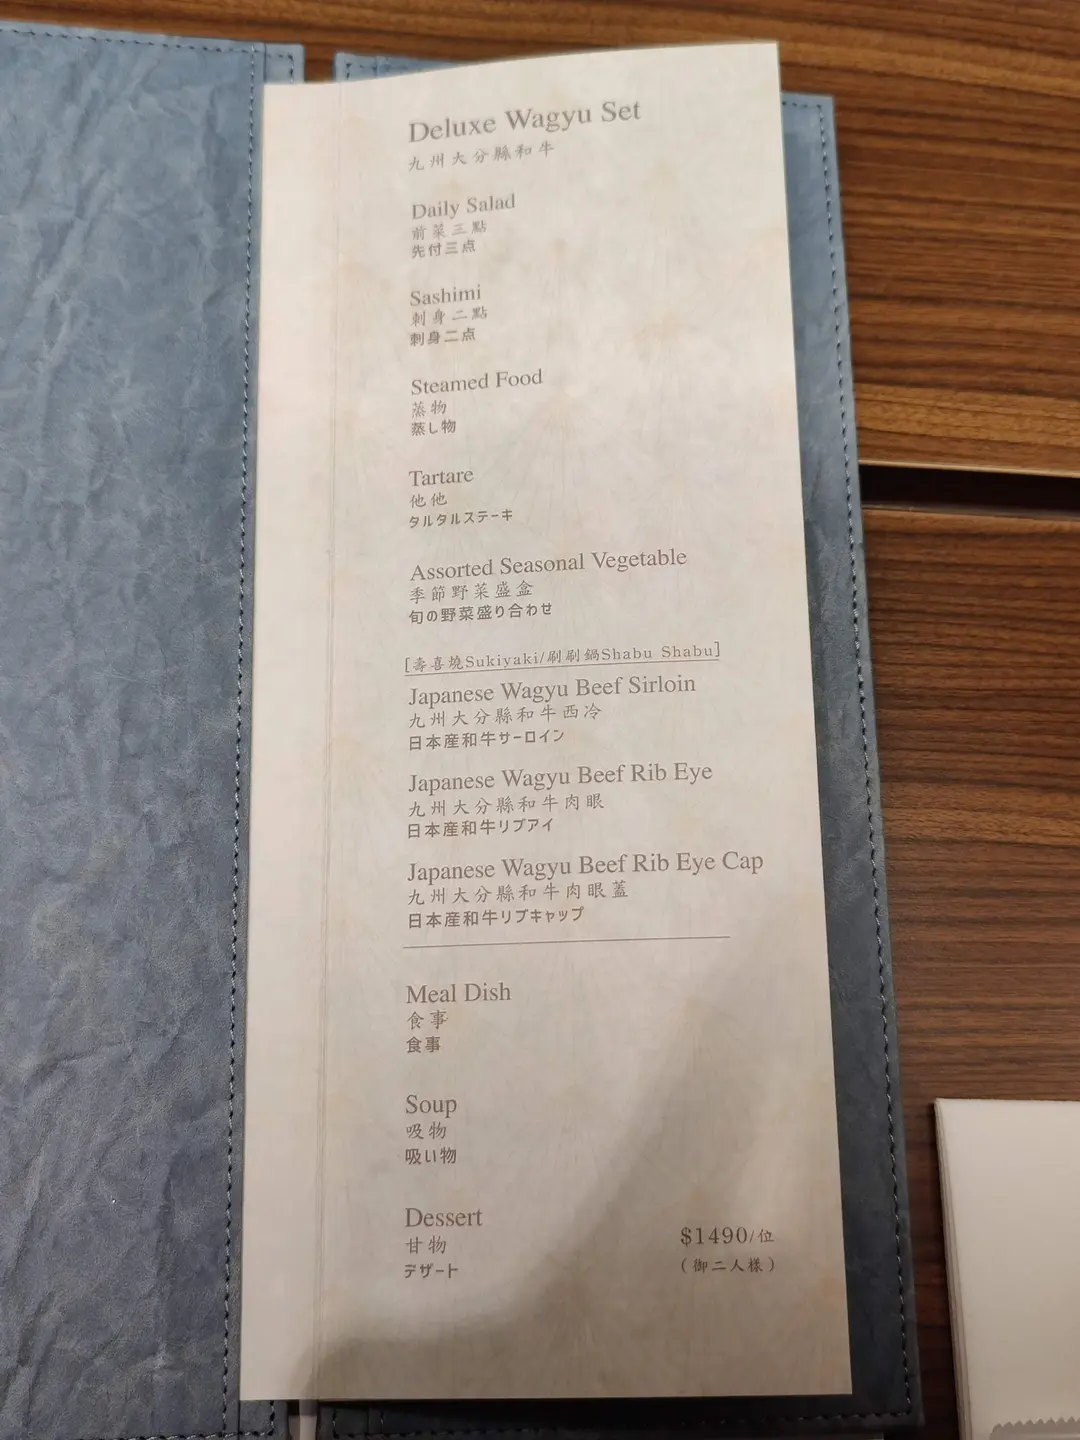 Deluxe Wagyu Set
九州大分縣和牛
Daily Salad
前菜三點
先付三点
Sashimi
刺身二點
刺身二点
Steamed Food
蒸物
蒸し物
Tartare
他他
タルタルステーキ
Assorted Seasonal Vegetable
季節野菜盛盒
旬の野菜盛り合わせ
[壽喜燒Sukiyaki/刷刷鍋Shabu Shabu]
Japanese Wagyu Beef Sirloin
九州大分縣和牛西冷
日本産和牛サーロイン
Japanese Wagyu Beef Rib Eye
九州大分縣和牛肉眼
日本産和牛リブアイ
Japanese Wagyu Beef Rib Eye Cap
九州大分縣和牛肉眼蓋
日本産和牛リブキャップ
Meal Dish
食事
食事
Soup
吸物
吸い物
Dessert
甘物
デザート
$1490/位
(御二人様)